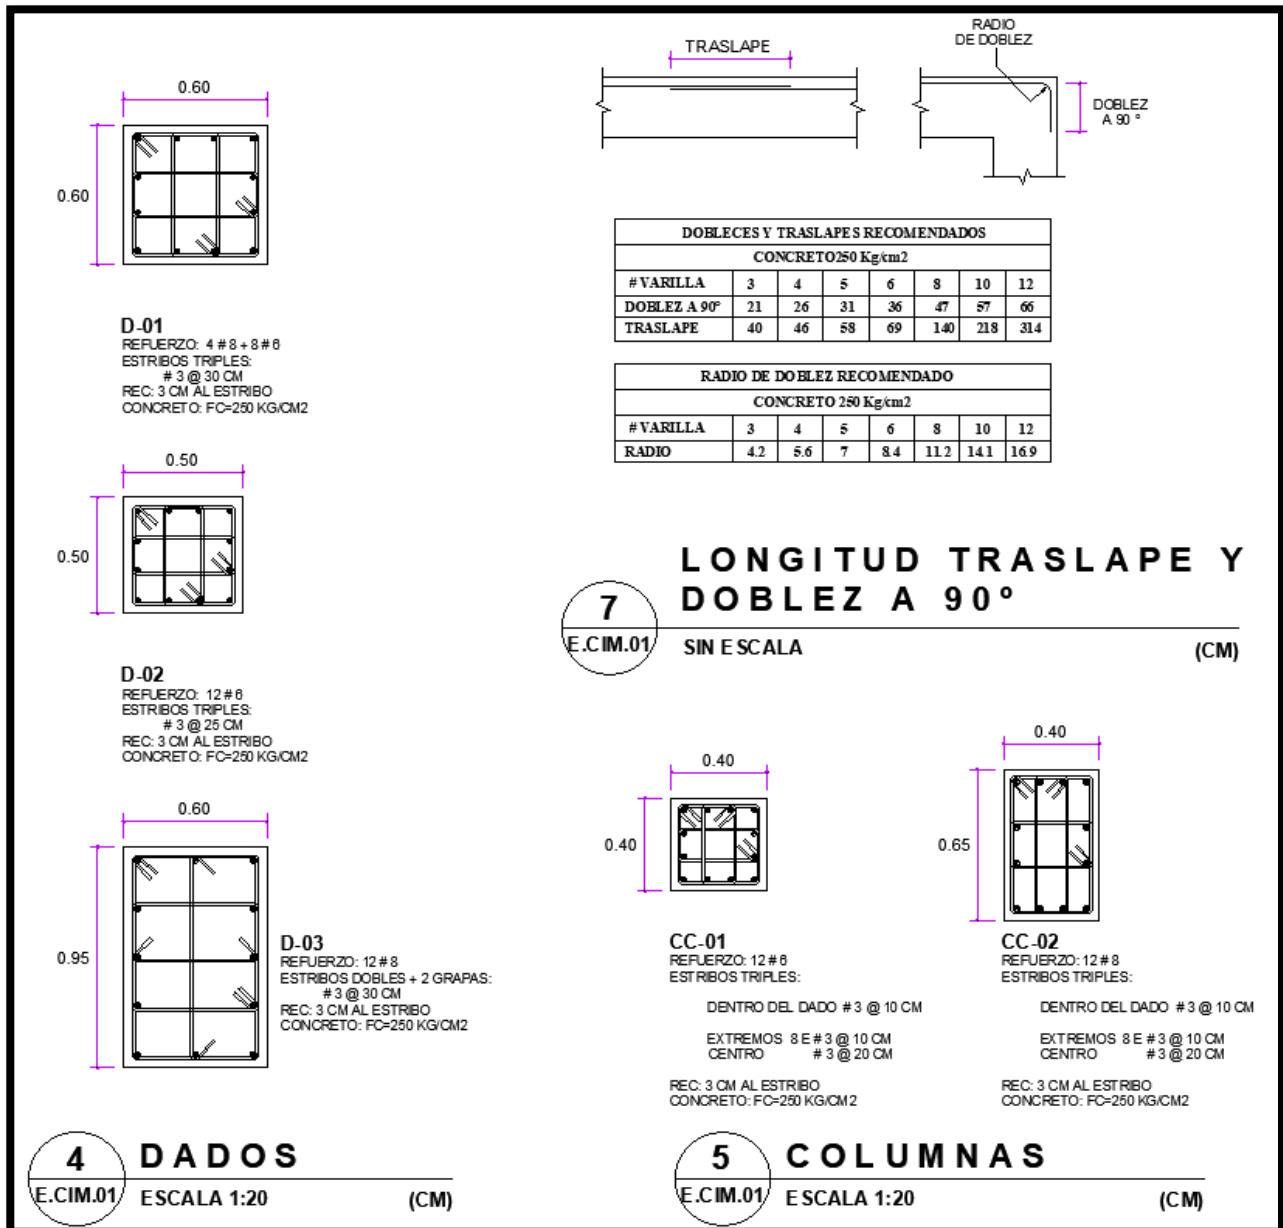 0.60
0.60
D-01
REFUERZO: 4 # 8 + 8 # 6
ESTRIBOS TRIPLES:
# 3 @ 30 CM
REC: 3 CM AL ESTRIBO
CONCRETO: FC=250 KG/CM2
0.50
0.50
D-02
REFUERZO: 12 # 6
ESTRIBOS TRIPLES:
# 3 @ 25 CM
REC: 3 CM AL ESTRIBO
CONCRETO: FC=250 KG/CM2
0.60
0.95
D-03
REFUERZO: 12 # 8
ESTRIBOS DOBLES + 2 GRAPAS:
# 3 @ 30 CM
REC: 3 CM AL ESTRIBO
CONCRETO: FC=250 KG/CM2
4
E.CIM.01
DADOS
ESCALA 1:20 (CM)
TRASLAPE
RADIO
DE DOBLEZ
DOBLEZ
A 90 °
DOBLECES Y TRASLAPES RECOMENDADOS
CONCRETO250 Kg/cm2
# VARILLA 3 4 5 6 8 10 12
DOBLEZ A 90° 21 26 31 36 47 57 66
TRASLAPE 40 46 58 69 140 218 314
RADIO DE DOBLEZ RECOMENDADO
CONCRETO 250 Kg/cm2
# VARILLA 3 4 5 6 8 10 12
RADIO 4.2 5.6 7 8.4 11.2 14.1 16.9
7
E.CIM.01
LONGITUD TRASLAPE Y
DOBLEZ A 90°
SIN ESCALA (CM)
0.40
0.40
CC-01
REFUERZO: 12 # 6
ESTRIBOS TRIPLES:
DENTRO DEL DADO # 3 @ 10 CM
EXTREMOS 8 E # 3 @ 10 CM
CENTRO # 3 @ 20 CM
REC: 3 CM AL ESTRIBO
CONCRETO: FC=250 KG/CM2
0.40
0.65
CC-02
REFUERZO: 12 # 8
ESTRIBOS TRIPLES:
DENTRO DEL DADO # 3 @ 10 CM
EXTREMOS 8 E # 3 @ 10 CM
CENTRO # 3 @ 20 CM
REC: 3 CM AL ESTRIBO
CONCRETO: FC=250 KG/CM2
5
E.CIM.01
COLUMNAS
ESCALA 1:20 (CM)